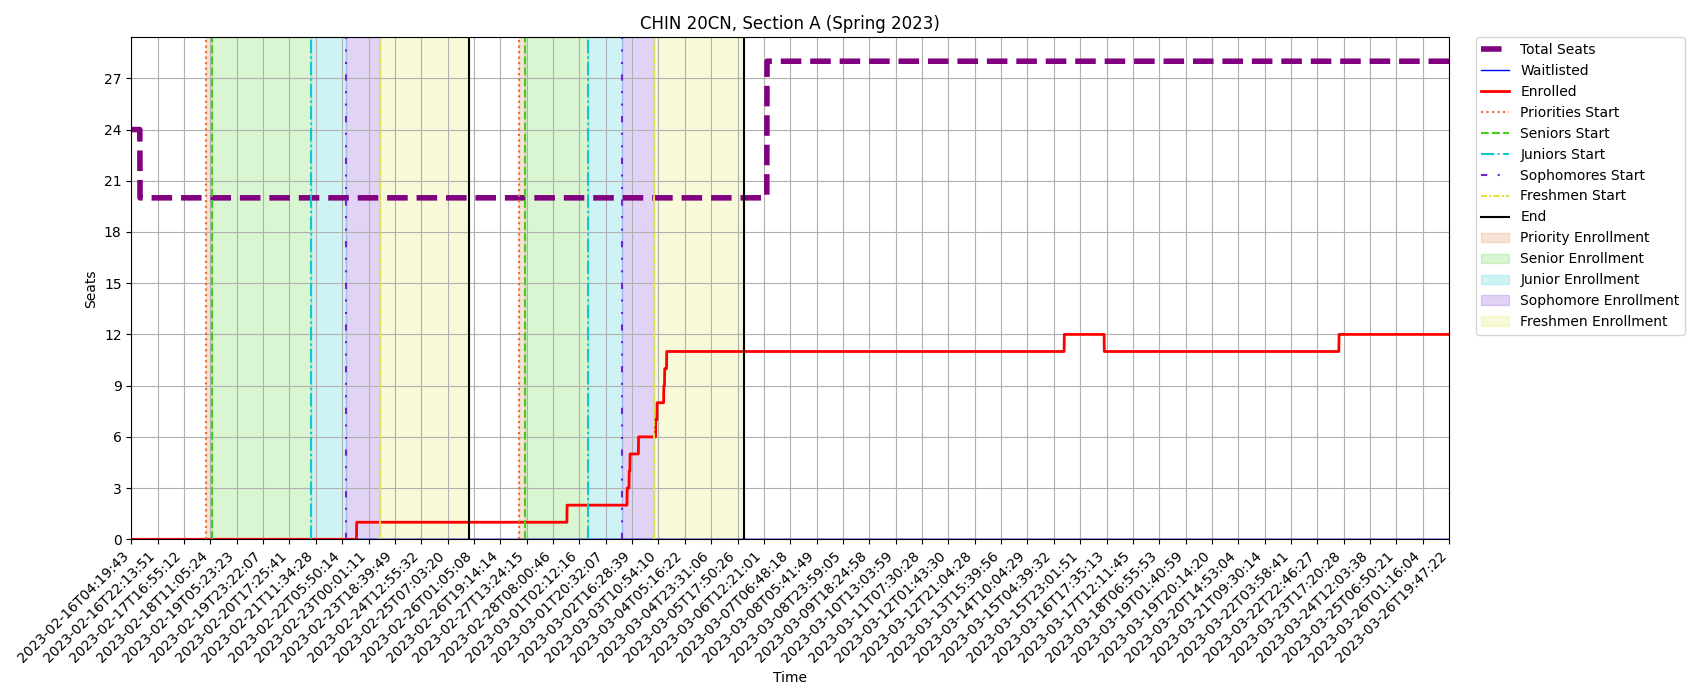 CHIN 20CN, Section A (Spring 2023)
Total Seats
Waitlisted
Enrolled
Priorities Start
Seniors Start
Juniors Start
Sophomores Start
Freshmen Start
End
Priority Enrollment
Senior Enrollment
Junior Enrollment
Sophomore Enrollment
Freshmen Enrollment
Seats
27
24
21
18
15
12
9
6
3
0
2023-02-16T04:19:43
2023-02-16T22:13:51
2023-02-17T16:55:12
2023-02-18T11:05:24
2023-02-19T05:23:23
2023-02-19T23:22:07
2023-02-20T17:25:41
2023-02-21T11:34:28
2023-02-22T05:50:14
2023-02-23T00:01:11
2023-02-23T18:39:49
2023-02-24T12:55:32
2023-02-25T07:03:20
2023-02-26T01:05:08
2023-02-26T19:14:14
2023-02-27T13:24:15
2023-02-28T08:00:46
2023-03-01T02:12:16
2023-03-01T20:32:07
2023-03-02T16:28:39
2023-03-03T10:54:10
2023-03-04T05:16:22
2023-03-04T23:31:06
2023-03-05T17:50:26
2023-03-06T12:21:01
2023-03-07T06:48:18
2023-03-08T05:41:49
2023-03-08T23:59:05
2023-03-09T18:24:58
2023-03-10T13:03:59
2023-03-11T07:30:28
2023-03-12T01:43:30
2023-03-12T21:04:28
2023-03-13T15:39:56
2023-03-14T10:04:29
2023-03-15T04:39:32
2023-03-15T23:01:51
2023-03-16T17:35:13
2023-03-17T12:11:45
2023-03-18T06:55:53
2023-03-19T01:40:59
2023-03-19T20:14:20
2023-03-20T14:53:04
2023-03-21T09:30:14
2023-03-22T03:58:41
2023-03-22T22:46:27
2023-03-23T17:20:28
2023-03-24T12:03:38
2023-03-25T06:50:21
2023-03-26T01:16:04
2023-03-26T19:47:22
Time